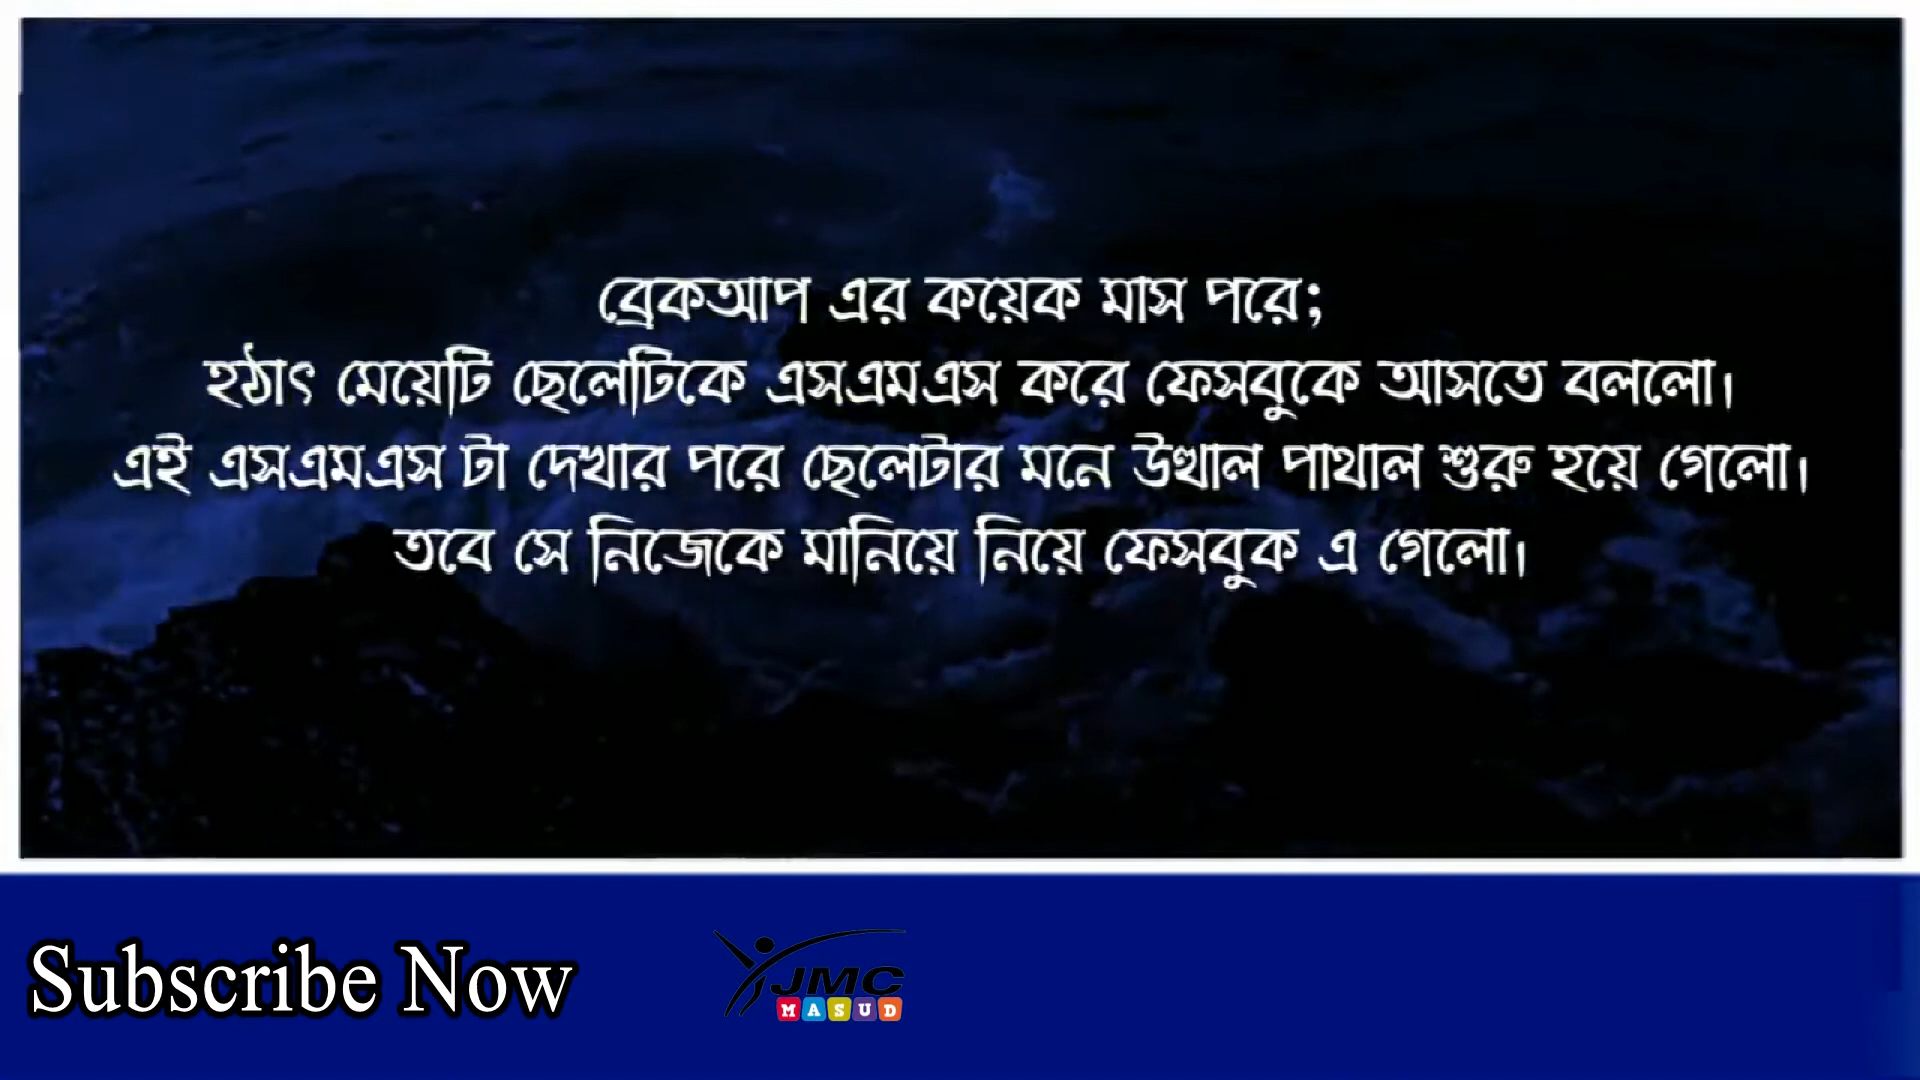 ব্রেকআপ এর কয়েক মাস পরে;
হঠাৎ মেয়েটি ছেলেটিকে এসএমএস করে ফেসবুকে আসতে বললো।
এই এসএমএস টা দেখার পরে ছেলেটার মনে উত্থাল পাথাল শুরু হয়ে গেলো।
তবে সে নিজেকে মানিয়ে নিয়ে ফেসবুক এ গেলো।
Subscribe Now
JMC
MASUD